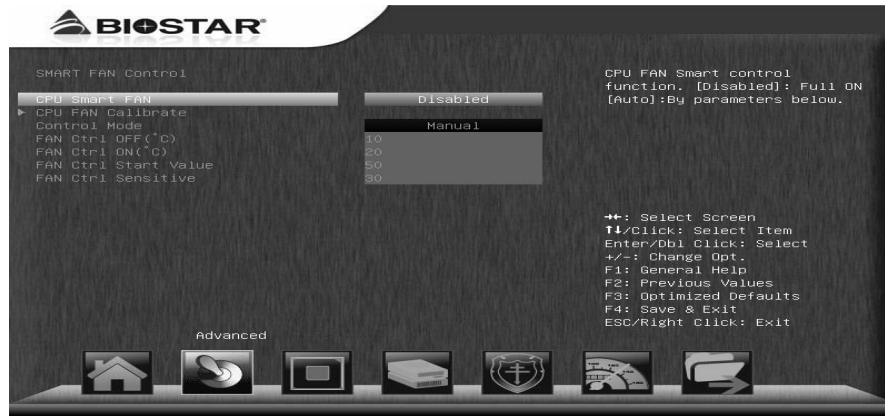 BIOSTAR
SMART FAN Control
CPU Smart FAN Disabled
CPU FAN Calibrate
Control Mode Manual
FAN Ctrl OFF(°C) 10
FAN Ctrl ON(°C) 20
FAN Ctrl Start Value 50
FAN Ctrl Sensitive 30
CPU FAN Smart control
function. [Disabled]: Full ON
[Auto]:By parameters below.
→←: Select Screen
↑↓/Click: Select Item
Enter/Dbl Click: Select
+/-: Change Opt.
F1: General Help
F2: Previous Values
F3: Optimized Defaults
F4: Save & Exit
ESC/Right Click: Exit
Advanced